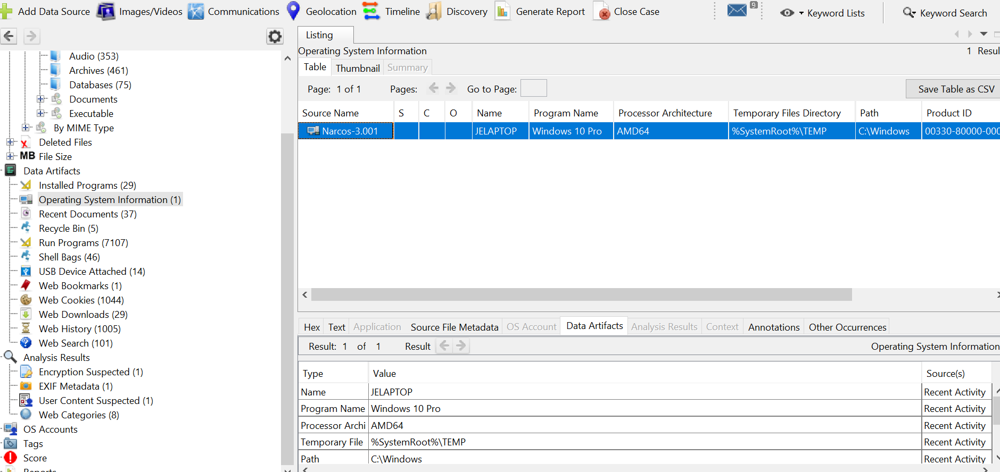 Add Data Source Images/Videos Communications Geolocation Timeline Discovery Generate Report Close Case 9 Keyword Lists Keyword Search
Listing
Operating System Information 1 Resul
Table Thumbnail Summary
Page: 1 of 1 Pages: Go to Page: Save Table as CSV
Source Name S C O Name Program Name Processor Architecture Temporary Files Directory Path Product ID
Narcos-3.001 JELAPTOP Windows 10 Pro AMD64 %SystemRoot%\TEMP C:\Windows 00330-80000-000
Audio (353)
Archives (461)
Databases (75)
Documents
Executable
By MIME Type
Deleted Files
MB File Size
Data Artifacts
Installed Programs (29)
Operating System Information (1)
Recent Documents (37)
Recycle Bin (5)
Run Programs (7107)
Shell Bags (46)
USB Device Attached (14)
Web Bookmarks (1)
Web Cookies (1044)
Web Downloads (29)
Web History (1005)
Web Search (101)
Analysis Results
Encryption Suspected (1)
EXIF Metadata (1)
User Content Suspected (1)
Web Categories (8)
OS Accounts
Tags
Score
Reports
Hex Text Application Source File Metadata OS Account Data Artifacts Analysis Results Context Annotations Other Occurrences
Result: 1 of 1 Result Operating System Information
Type Value Source(s)
Name JELAPTOP Recent Activity
Program Name Windows 10 Pro Recent Activity
Processor Archi AMD64 Recent Activity
Temporary File %SystemRoot%\TEMP Recent Activity
Path C:\Windows Recent Activity